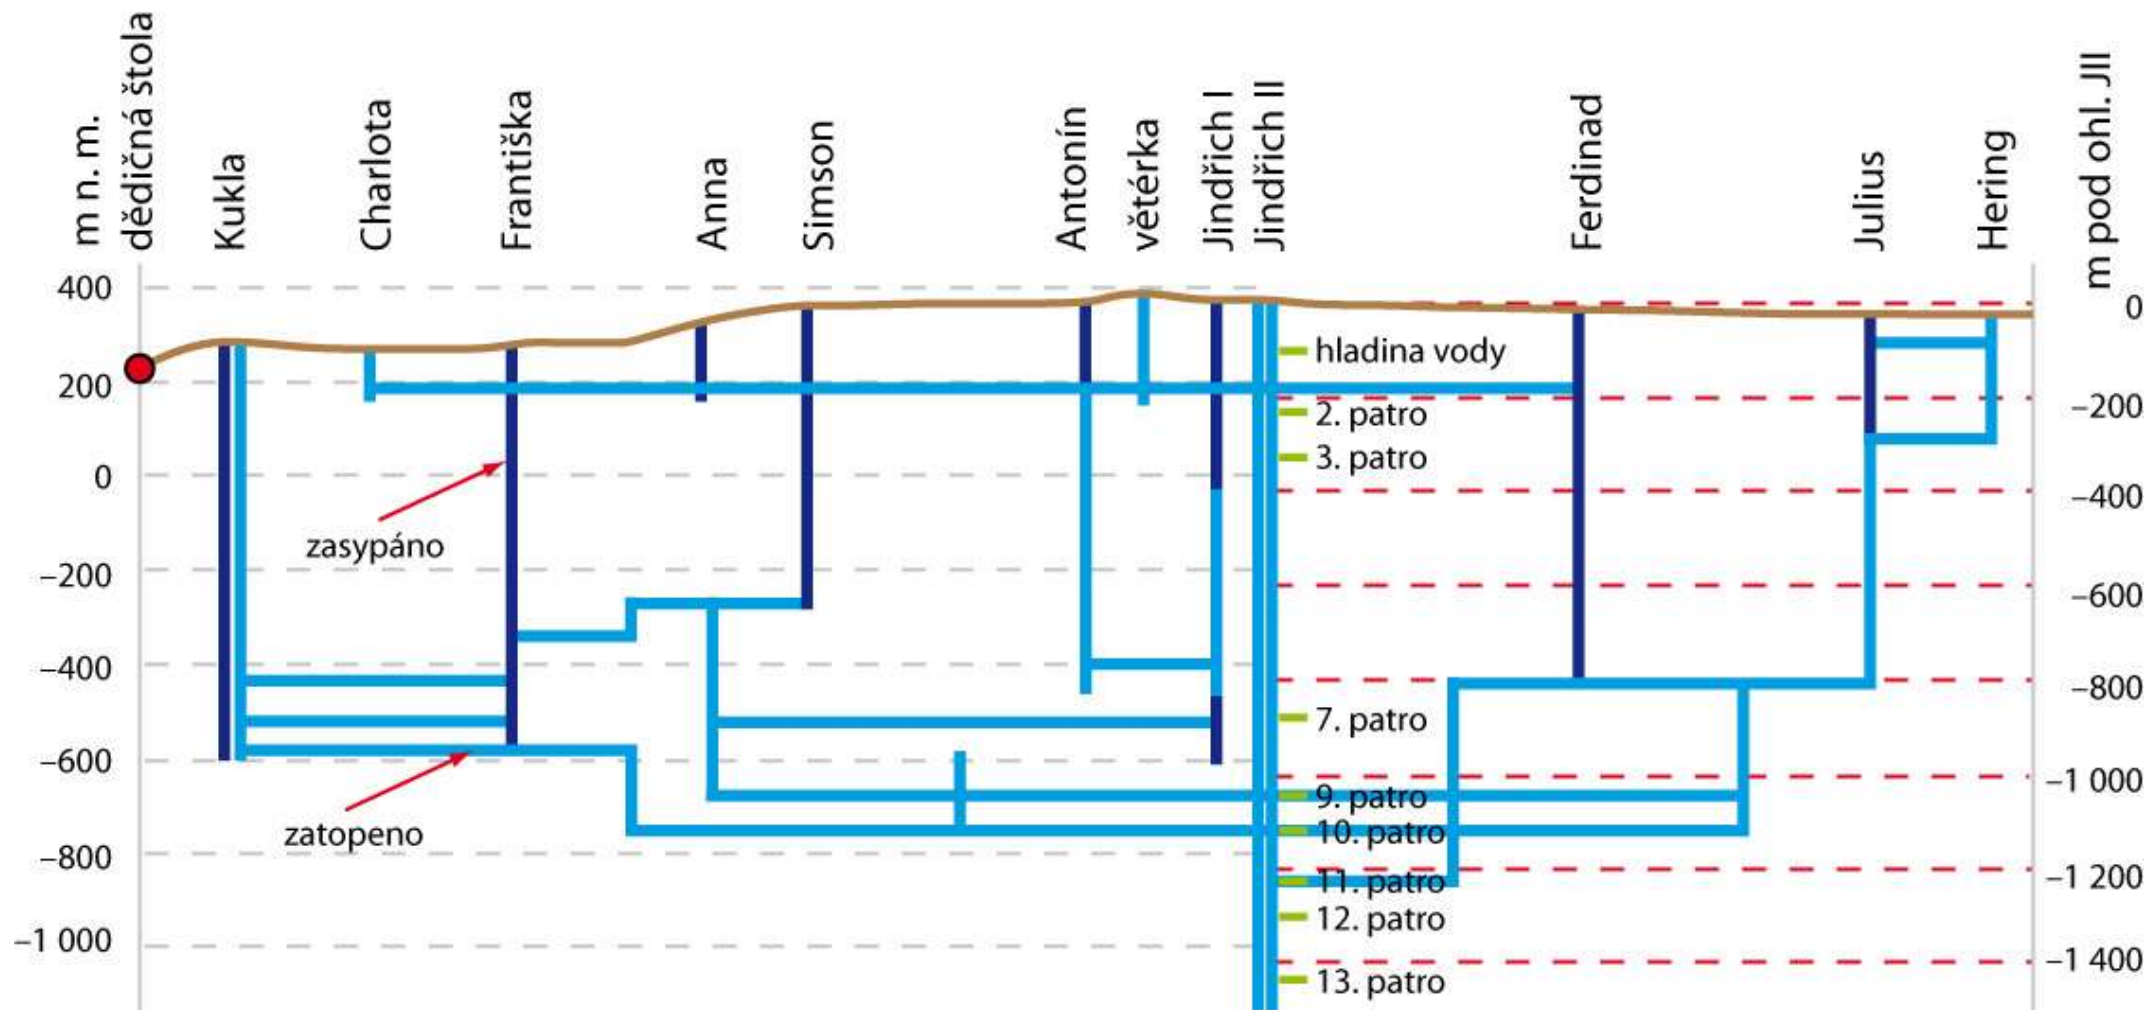 m n. m.
dědičná štola
Kukla
Charlota
Františka
Anna
Simson
Antonín
větérka
Jindřich I
Jindřich II
Ferdinad
Julius
Hering
m pod ohl. JII
400
200
0
−200
−400
−600
−800
−1 000
zasypáno
zatopeno
hladina vody
2. patro
3. patro
7. patro
9. patro
10. patro
11. patro
12. patro
13. patro
0
−200
−400
−600
−800
−1 000
−1 200
−1 400